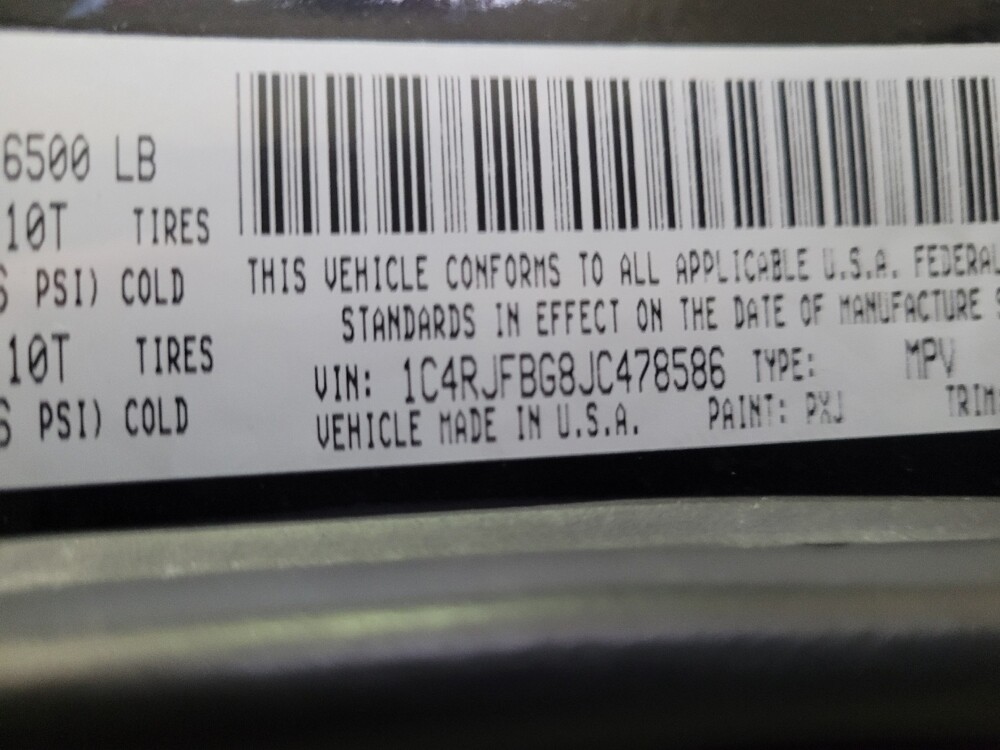 6500 LB
10T TIRES
PSI) COLD
10T TIRES
PSI) COLD
THIS VEHICLE CONFORMS TO ALL APPLICABLE U.S.A. FEDERAL
STANDARDS IN EFFECT ON THE DATE OF MANUFACTURE
VIN: 1C4RJFBG8JC478586 TYPE: MPV
VEHICLE MADE IN U.S.A. PAINT: PXJ TRIM: